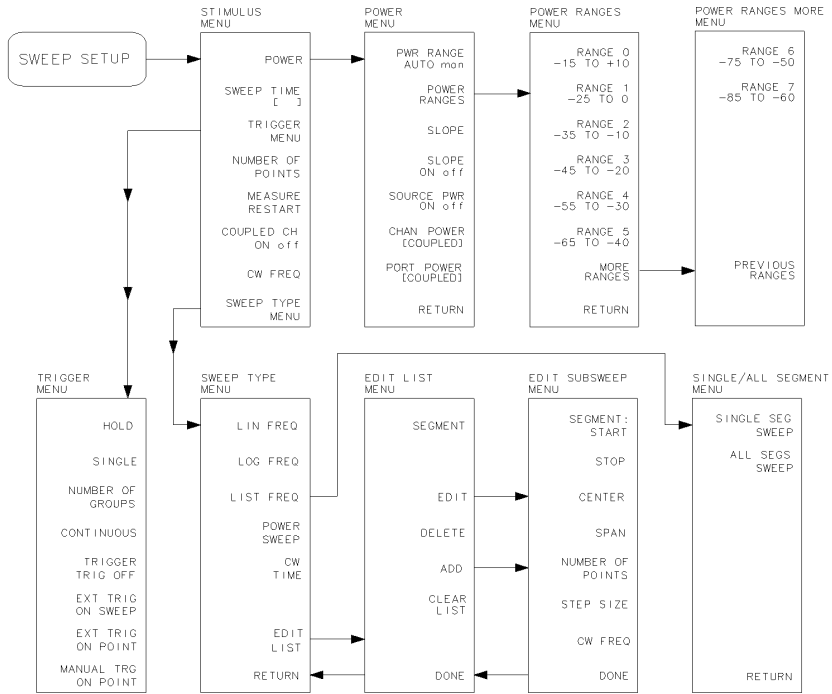 SWEEP SETUP
STIMULUS
MENU
POWER
SWEEP TIME
[ ]
TRIGGER
MENU
NUMBER OF
POINTS
MEASURE
RESTART
COUPLED CH
ON off
CW FREQ
SWEEP TYPE
MENU
POWER
MENU
PWR RANGE
AUTO man
POWER
RANGES
SLOPE
SLOPE
ON off
SOURCE PWR
ON off
CHAN POWER
[COUPLED]
PORT POWER
[COUPLED]
RETURN
POWER RANGES
MENU
RANGE 0
-15 TO +10
RANGE 1
-25 TO 0
RANGE 2
-35 TO -10
RANGE 3
-45 TO -20
RANGE 4
-55 TO -30
RANGE 5
-65 TO -40
MORE
RANGES
RETURN
POWER RANGES MORE
MENU
RANGE 6
-75 TO -50
RANGE 7
-85 TO -60
PREVIOUS
RANGES
TRIGGER
MENU
HOLD
SINGLE
NUMBER OF
GROUPS
CONTINUOUS
TRIGGER
TRIG OFF
EXT TRIG
ON SWEEP
EXT TRIG
ON POINT
MANUAL TRG
ON POINT
SWEEP TYPE
MENU
LIN FREQ
LOG FREQ
LIST FREQ
POWER
SWEEP
CW
TIME
EDIT
LIST
RETURN
EDIT LIST
MENU
SEGMENT
EDIT
DELETE
ADD
CLEAR
LIST
DONE
EDIT SUBSWEEP
MENU
SEGMENT:
START
STOP
CENTER
SPAN
NUMBER OF
POINTS
STEP SIZE
CW FREQ
DONE
SINGLE/ALL SEGMENT
MENU
SINGLE SEG
SWEEP
ALL SEGS
SWEEP
RETURN